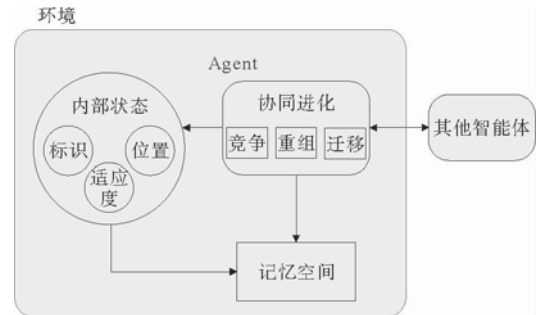 环境
Agent
内部状态
标识
位置
适应
度
协同进化
竞争
重组
迁移
其他智能体
记忆空间